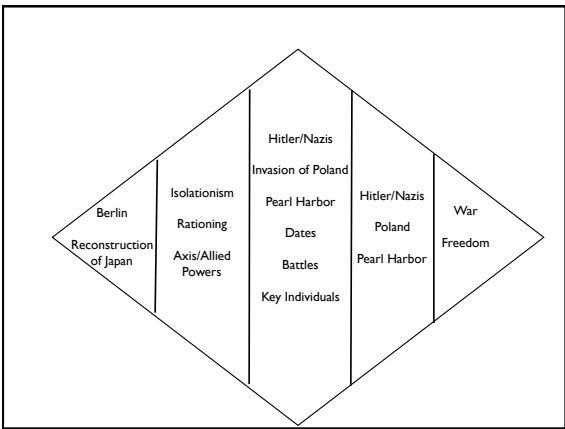 Berlin
Reconstruction
of Japan
Isolationism
Rationing
Axis/Allied
Powers
Hitler/Nazis
Invasion of Poland
Pearl Harbor
Dates
Battles
Key Individuals
Hitler/Nazis
Poland
Pearl Harbor
War
Freedom